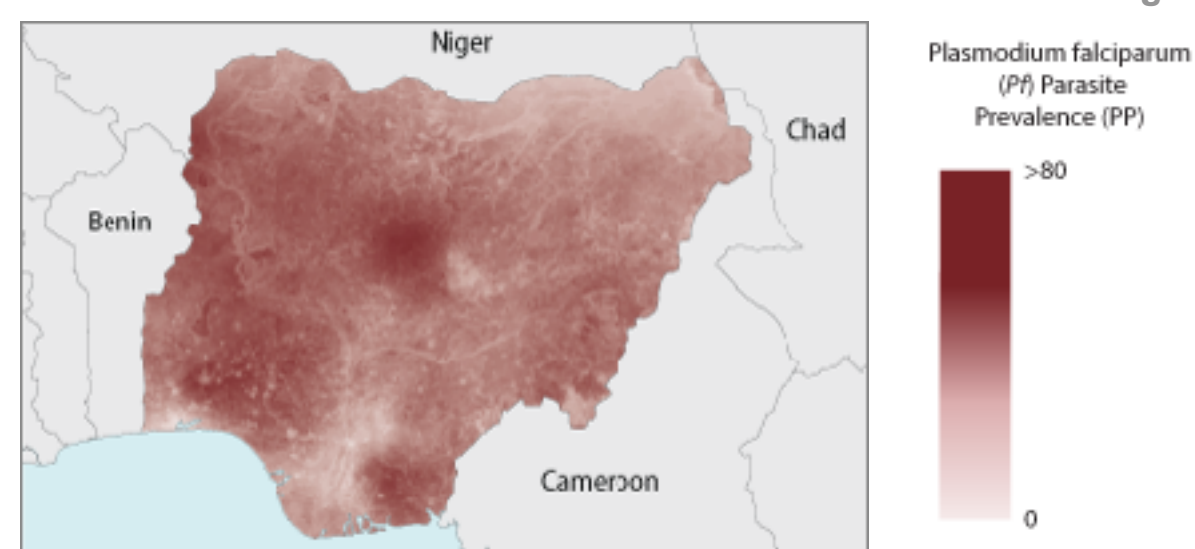 Niger
Chad
Benin
Cameroon
Plasmodium falciparum
(Pf) Parasite
Prevalence (PP)
>80
0